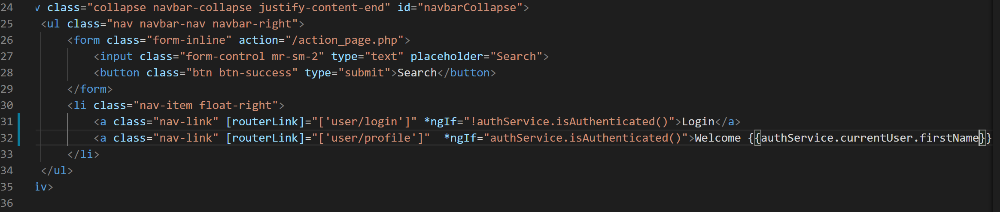 24 v class="collapse navbar-collapse justify-content-end" id="navbarCollapse">
25 <ul class="nav navbar-nav navbar-right">
26 <form class="form-inline" action="/action_page.php">
27 <input class="form-control mr-sm-2" type="text" placeholder="Search">
28 <button class="btn btn-success" type="submit">Search</button>
29 </form>
30 <li class="nav-item float-right">
31 <a class="nav-link" [routerLink]="['user/login']" *ngIf="!authService.isAuthenticated()">Login</a>
32 <a class="nav-link" [routerLink]="['user/profile']"  *ngIf="authService.isAuthenticated()">Welcome {{authService.currentUser.firstName}}
33 </li>
34 </ul>
35 iv>
36